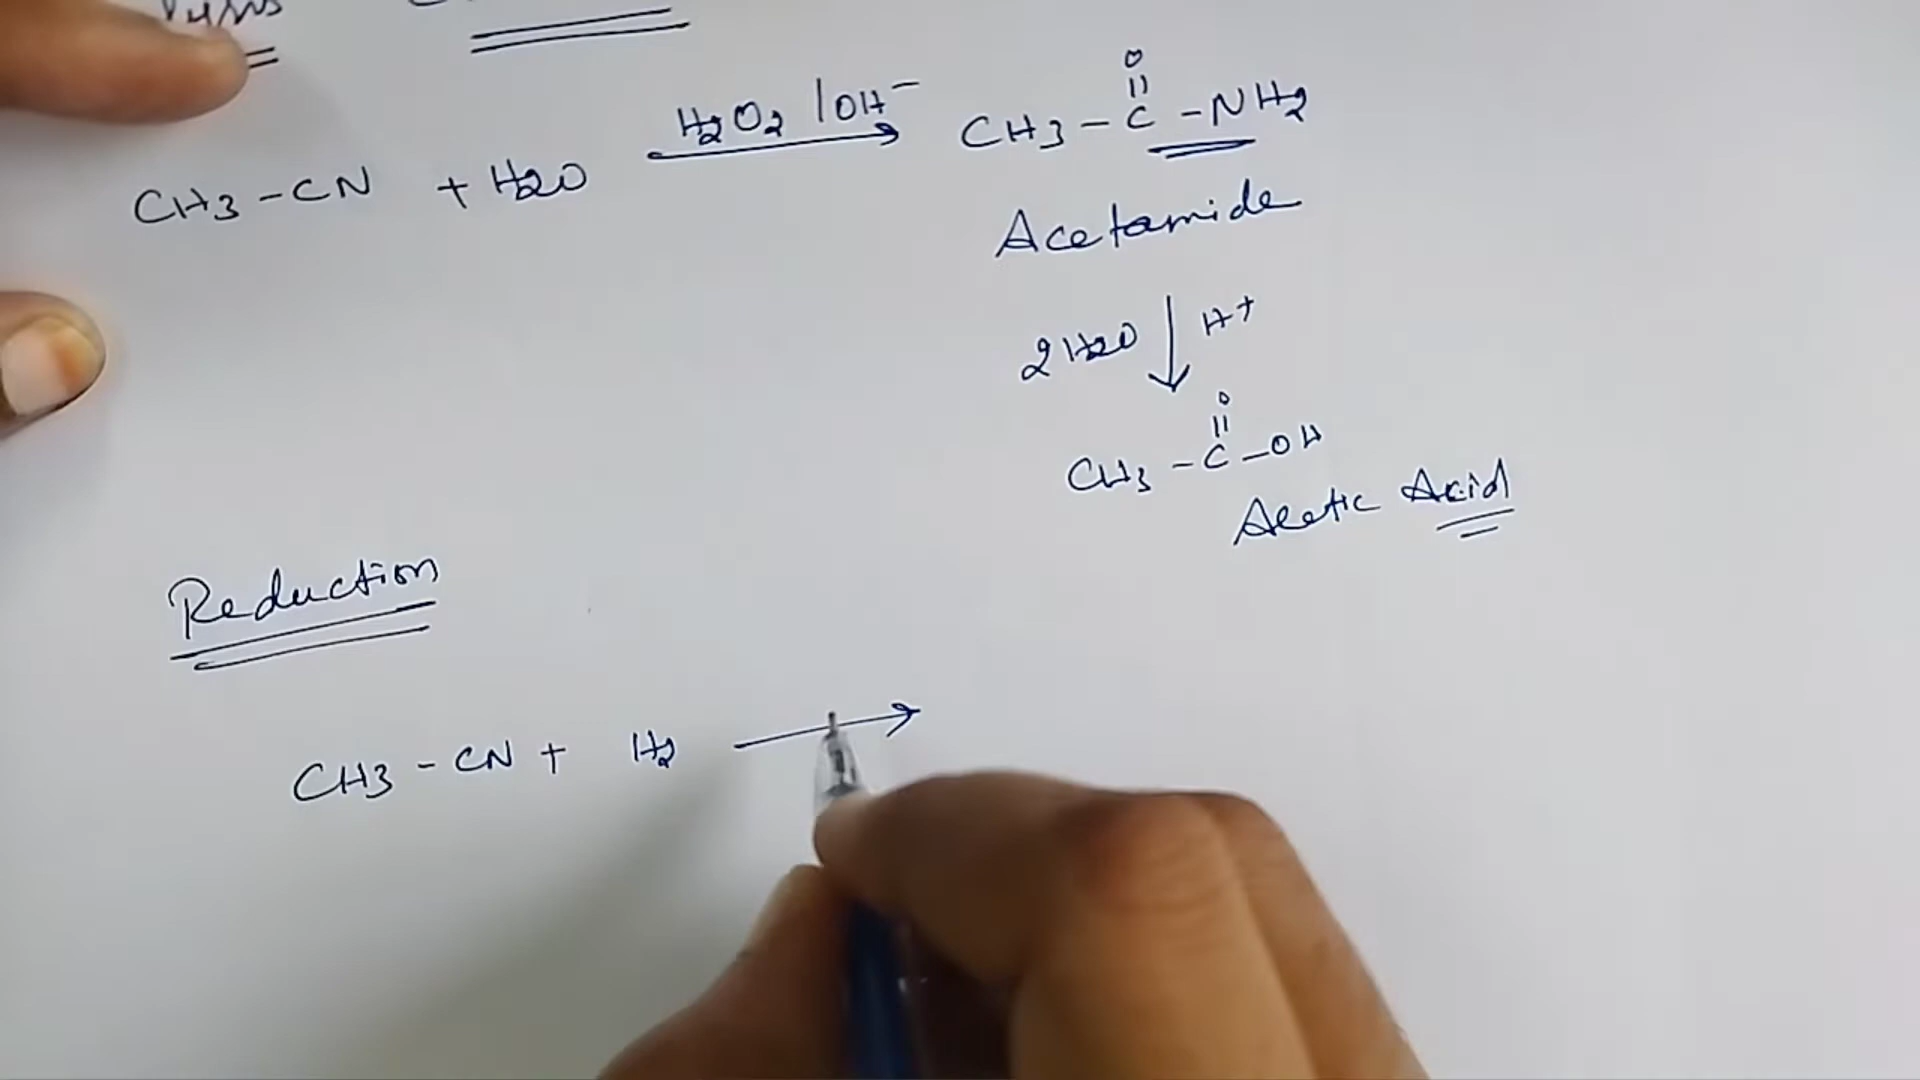 H2O2 / OH-
CH3 - CN + H2O
O
||
CH3 - C - NH2
Acetamide
2H2O H+
O
||
CH3 - C - OH
Acetic Acid
Reduction
CH3 - CN + H2